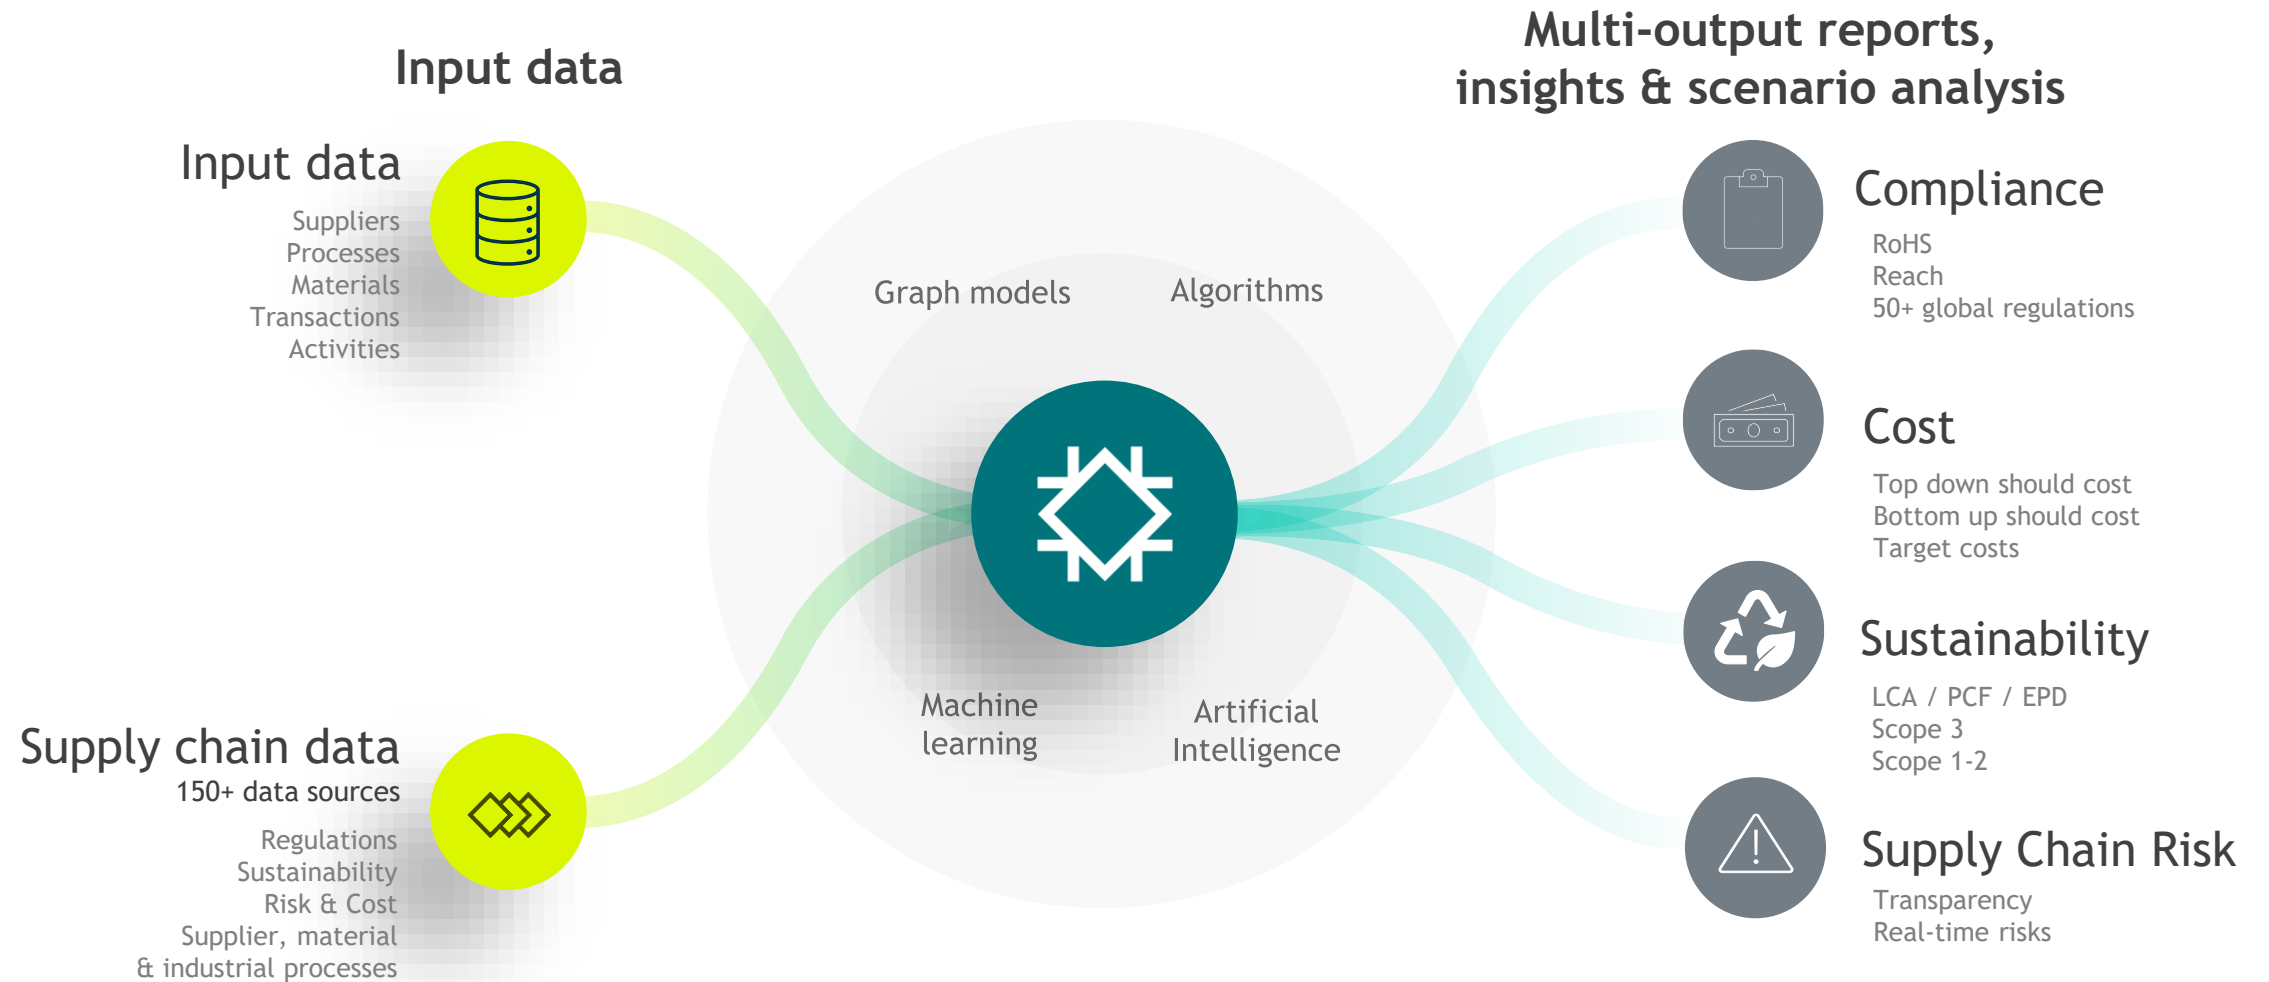 Input data
Input data
Suppliers
Processes
Materials
Transactions
Activities
Supply chain data
150+ data sources
Regulations
Sustainability
Risk & Cost
Supplier, material
& industrial processes
Graph models
Algorithms
Machine
learning
Artificial
Intelligence
Multi-output reports,
insights & scenario analysis
Compliance
RoHS
Reach
50+ global regulations
Cost
Top down should cost
Bottom up should cost
Target costs
Sustainability
LCA / PCF / EPD
Scope 3
Scope 1-2
Supply Chain Risk
Transparency
Real-time risks